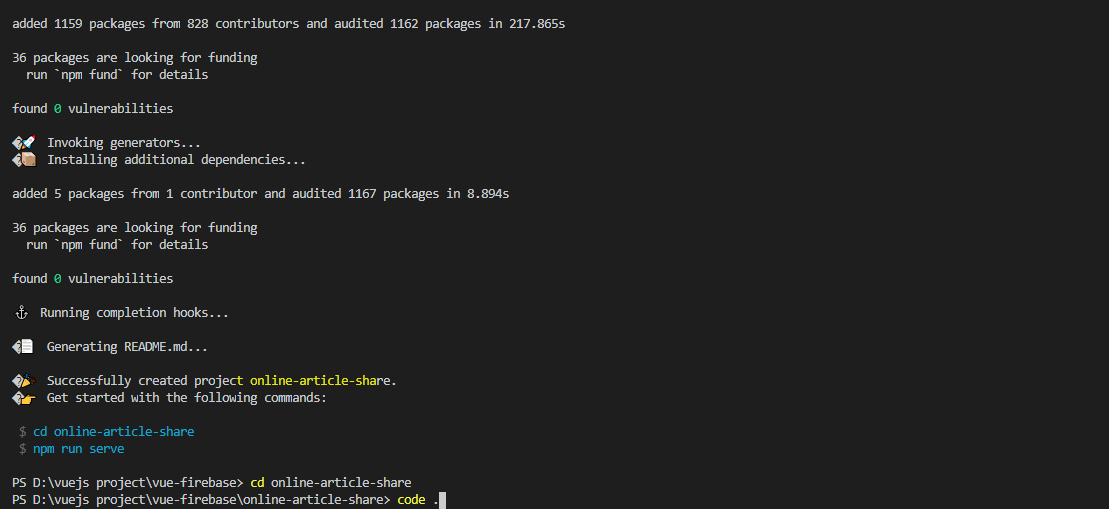 added 1159 packages from 828 contributors and audited 1162 packages in 217.865s
36 packages are looking for funding
run `npm fund` for details
found 0 vulnerabilities
🚀 Invoking generators...
📦 Installing additional dependencies...
added 5 packages from 1 contributor and audited 1167 packages in 8.894s
36 packages are looking for funding
run `npm fund` for details
found 0 vulnerabilities
⚓ Running completion hooks...
📄 Generating README.md...
🎉 Successfully created project online-article-share.
👉 Get started with the following commands:
$ cd online-article-share
$ npm run serve
PS D:\vuejs project\vue-firebase> cd online-article-share
PS D:\vuejs project\vue-firebase\online-article-share> code .